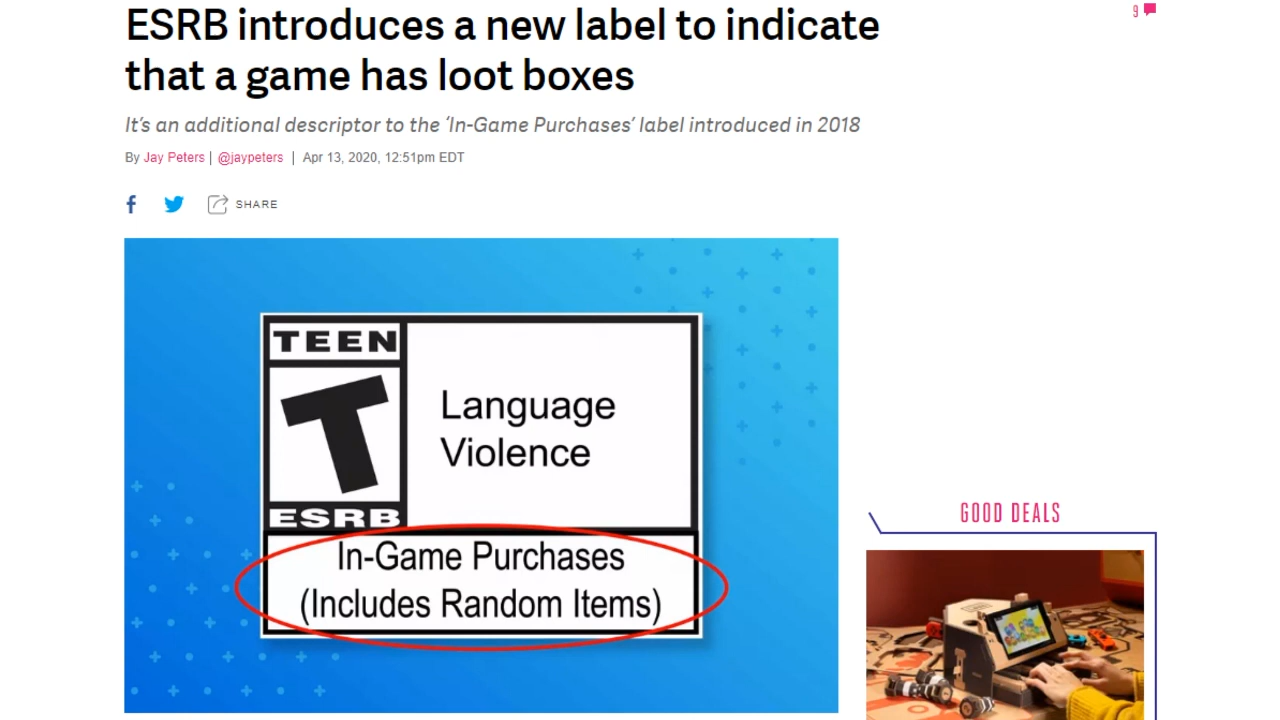 ESRB introduces a new label to indicate
that a game has loot boxes
9
It's an additional descriptor to the 'In-Game Purchases' label introduced in 2018
By Jay Peters | @jaypeters | Apr 13, 2020, 12:51pm EDT
SHARE
TEEN
T
ESRB
Language
Violence
In-Game Purchases
(Includes Random Items)
GOOD DEALS